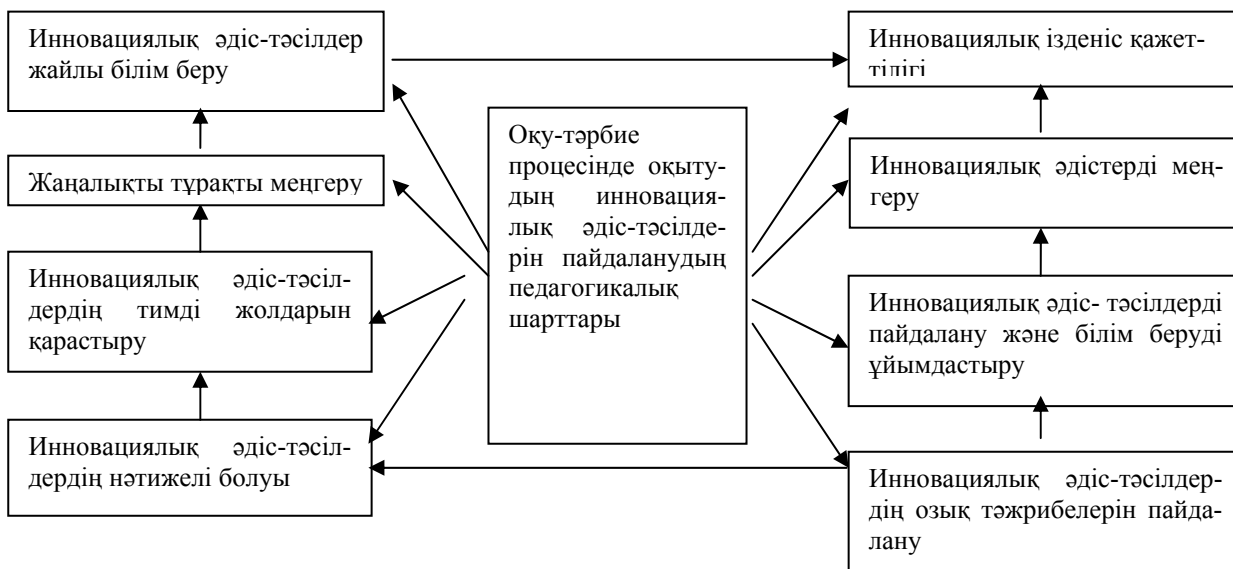 Инновациялық әдіс-тәсілдер
жайлы білім беру
Жаңалықты тұрақты меңгеру
Инновациялық әдіс-тәсіл-
дердің тимді жолдарын
қарастыру
Инновациялық әдіс-тәсіл-
дердің нәтижелі болуы
Оқу-тәрбие
процесінде оқыту-
дың инновация-
лық әдіс-тәсілде-
рін пайдаланудың
педагогикалық
шарттары
Инновациялық ізденіс қажет-
тілігі
Инновациялық әдістерді мең-
геру
Инновациялық әдіс- тәсілдерді
пайдалану және білім беруді
ұйымдастыру
Инновациялық әдіс-тәсілдер-
дің озық тәжрибелерін пайда-
лану